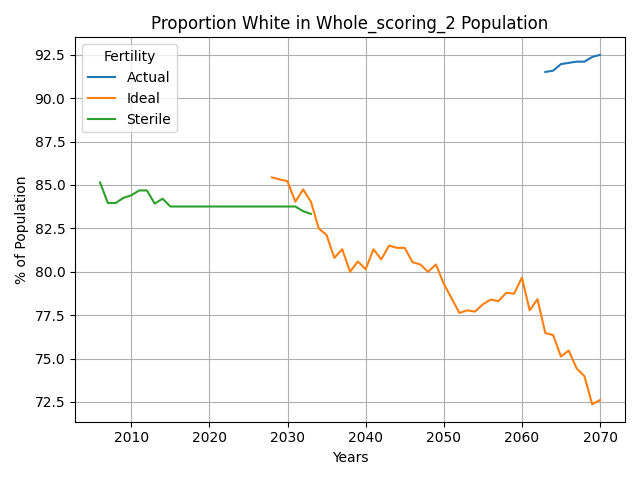 Proportion White in Whole_scoring_2 Population
Fertility
Actual
Ideal
Sterile
% of Population
92.5
90.0
87.5
85.0
82.5
80.0
77.5
75.0
72.5
2010 2020 2030 2040 2050 2060 2070
Years